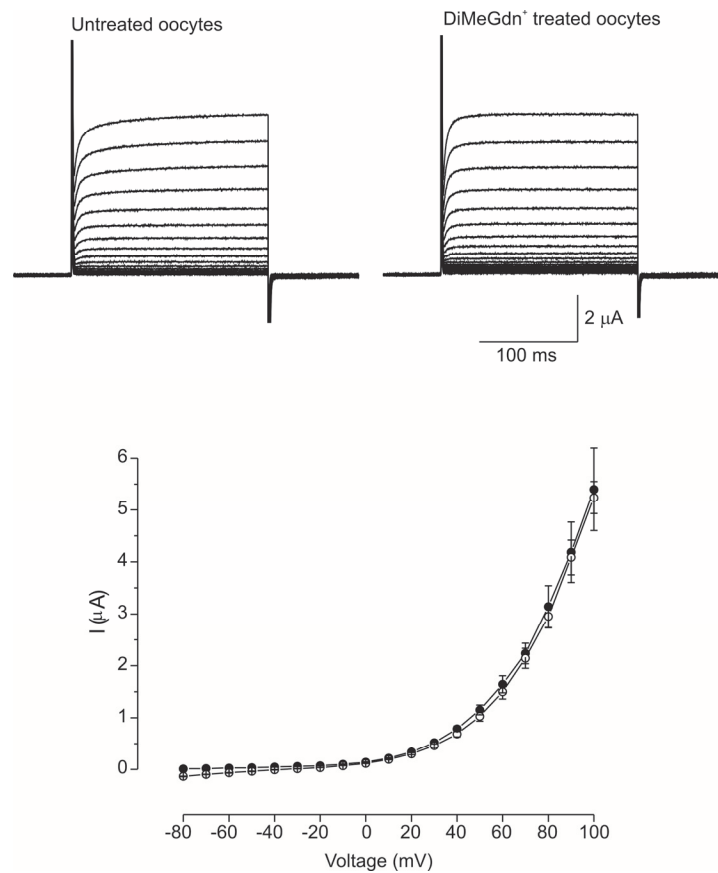 Untreated oocytes
DiMeGdn⁺ treated oocytes
2 μA
100 ms
6
5
4
3
2
1
0
I (μA)
-80 -60 -40 -20 0 20 40 60 80 100
Voltage (mV)